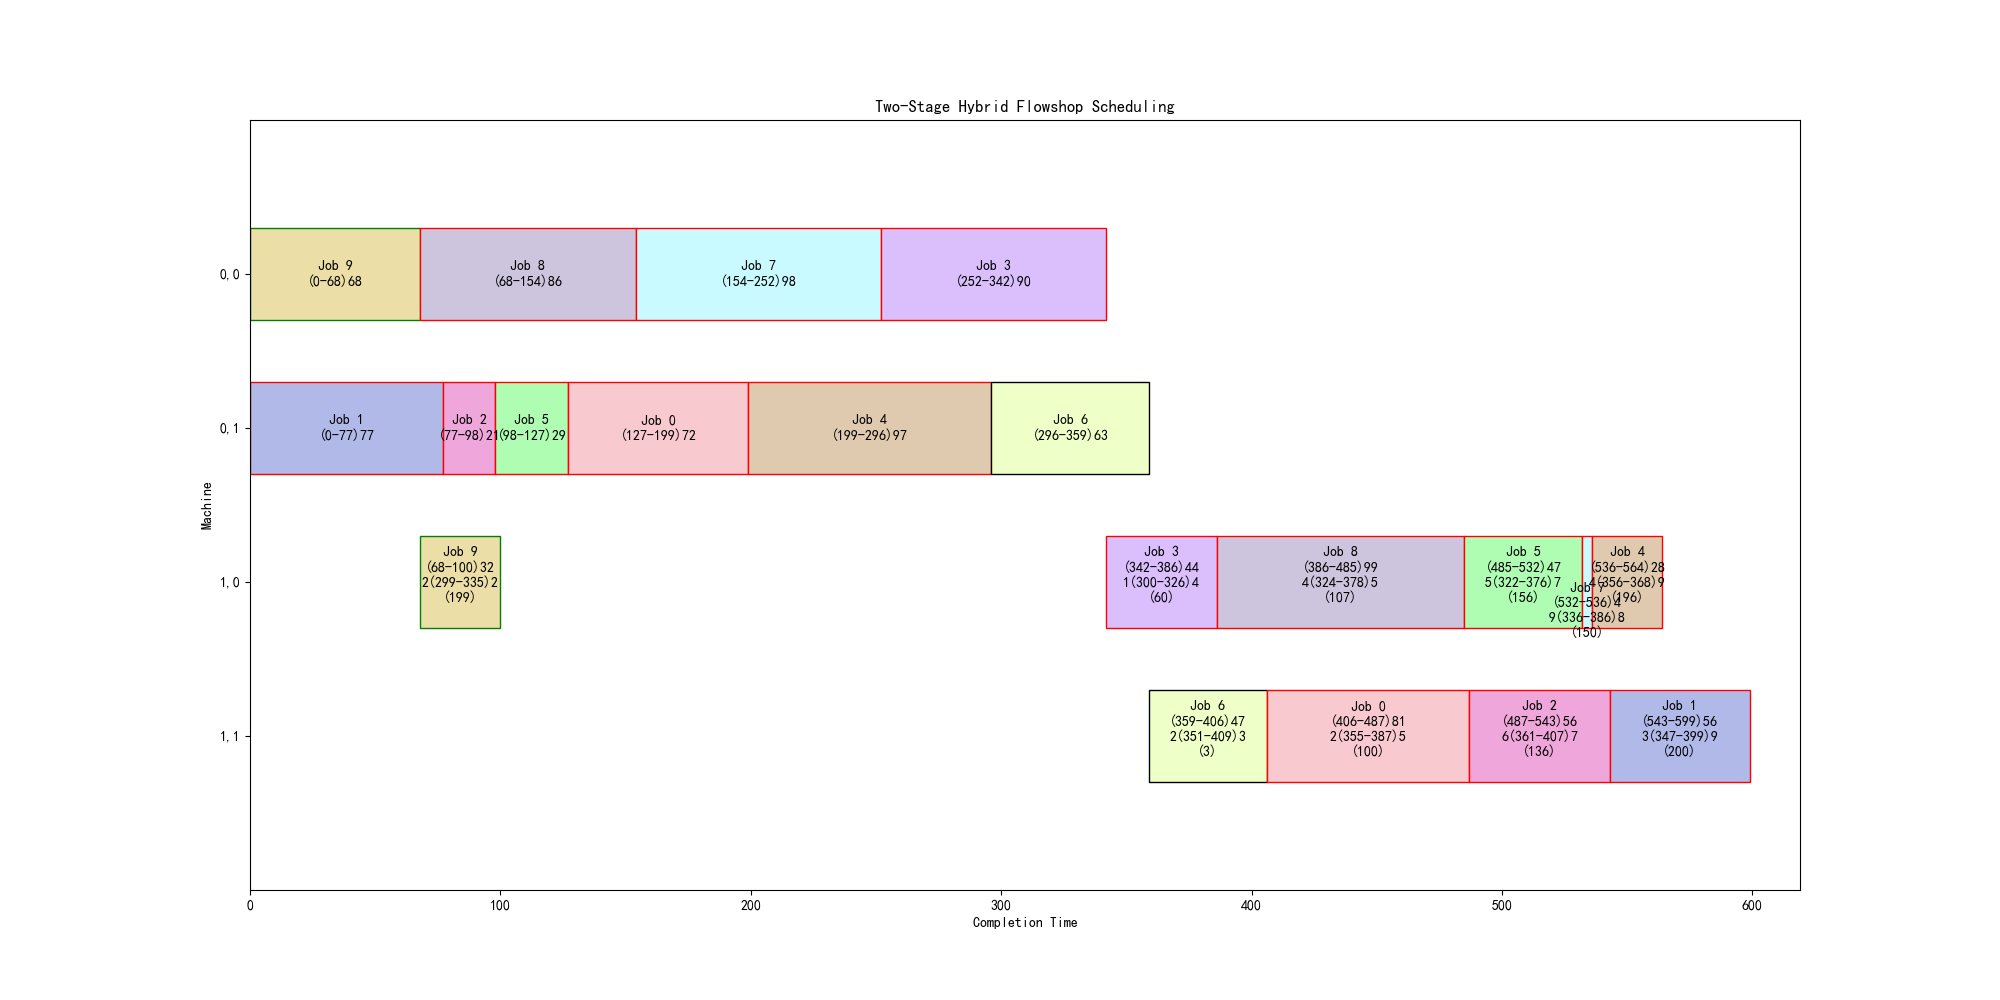 Two-Stage Hybrid Flowshop Scheduling
0,0
Job 9
(0-68)68
Job 8
(68-154)86
Job 7
(154-252)98
Job 3
(252-342)90
0,1
Job 1
(0-77)77
Job 2
(77-98)21
Job 5
(98-127)29
Job 0
(127-199)72
Job 4
(199-296)97
Job 6
(296-359)63
Machine
1,0
Job 9
(68-100)32
2(299-335)2
(199)
Job 3
(342-386)44
1(300-326)4
(60)
Job 8
(386-485)99
4(324-378)5
(107)
Job 5
(485-532)47
5(322-376)7
(156)
Job 7
(532-536)4
9(336-386)8
(150)
Job 4
(536-564)28
4(356-368)9
(196)
1,1
Job 6
(359-406)47
2(351-409)3
(3)
Job 0
(406-487)81
2(355-387)5
(100)
Job 2
(487-543)56
6(361-407)7
(136)
Job 1
(543-599)56
3(347-399)9
(200)
0
100
200
300
400
500
600
Completion Time